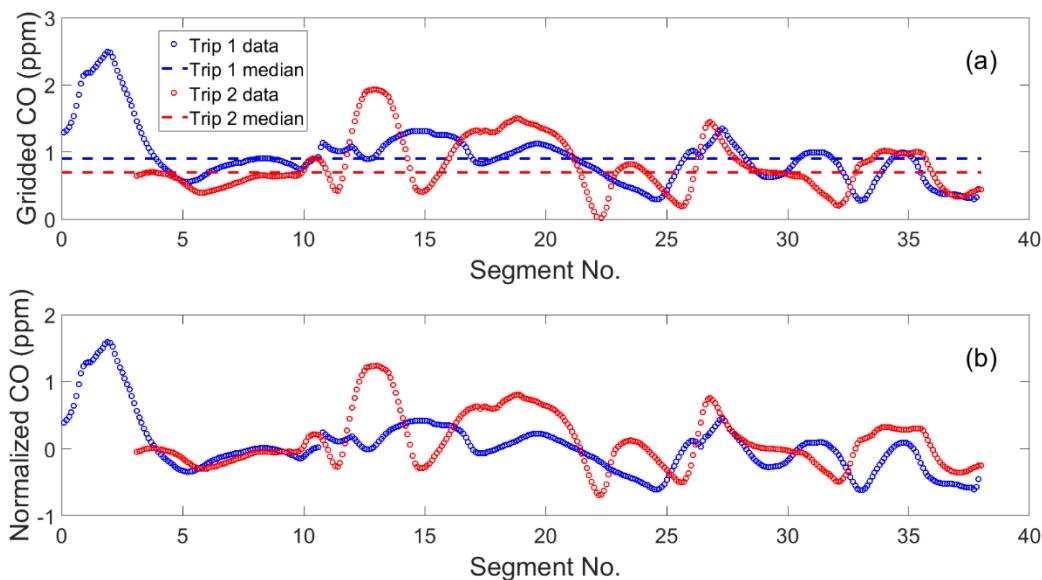 3
2
1
0
Gridded CO (ppm)
Trip 1 data
Trip 1 median
Trip 2 data
Trip 2 median
(a)
0 5 10 15 20 25 30 35 40
Segment No.
2
1
0
-1
Normalized CO (ppm)
(b)
0 5 10 15 20 25 30 35 40
Segment No.